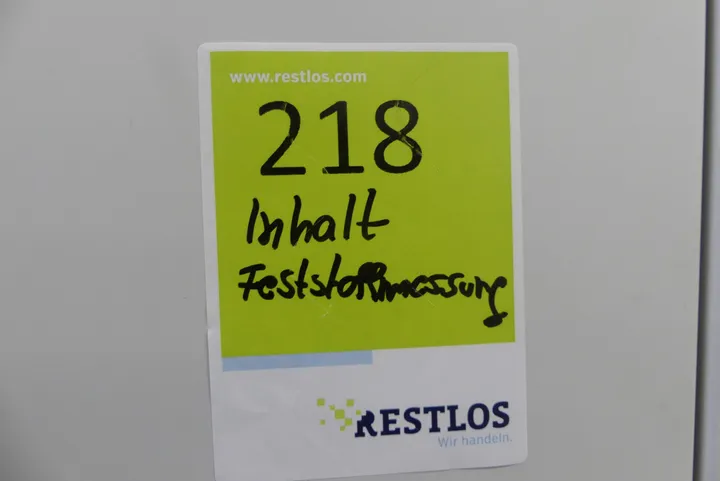 www.restlos.com
218
Inhalt
Feststoffmessung
RESTLOS
Wir handeln.